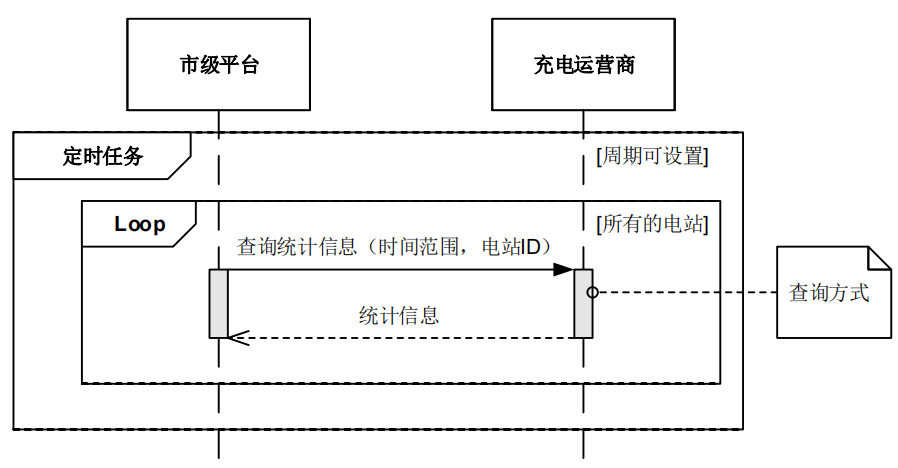 市级平台
充电运营商
定时任务
[周期可设置]
Loop
[所有的电站]
查询统计信息（时间范围，电站ID）
查询方式
统计信息